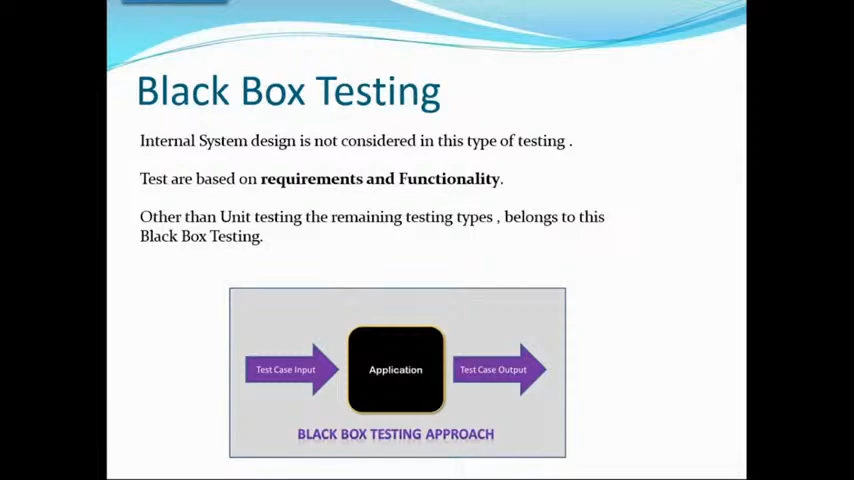 Black Box Testing
Internal System design is not considered in this type of testing .
Test are based on requirements and Functionality.
Other than Unit testing the remaining testing types , belongs to this
Black Box Testing.
Test Case Input
Application
Test Case Output
BLACK BOX TESTING APPROACH